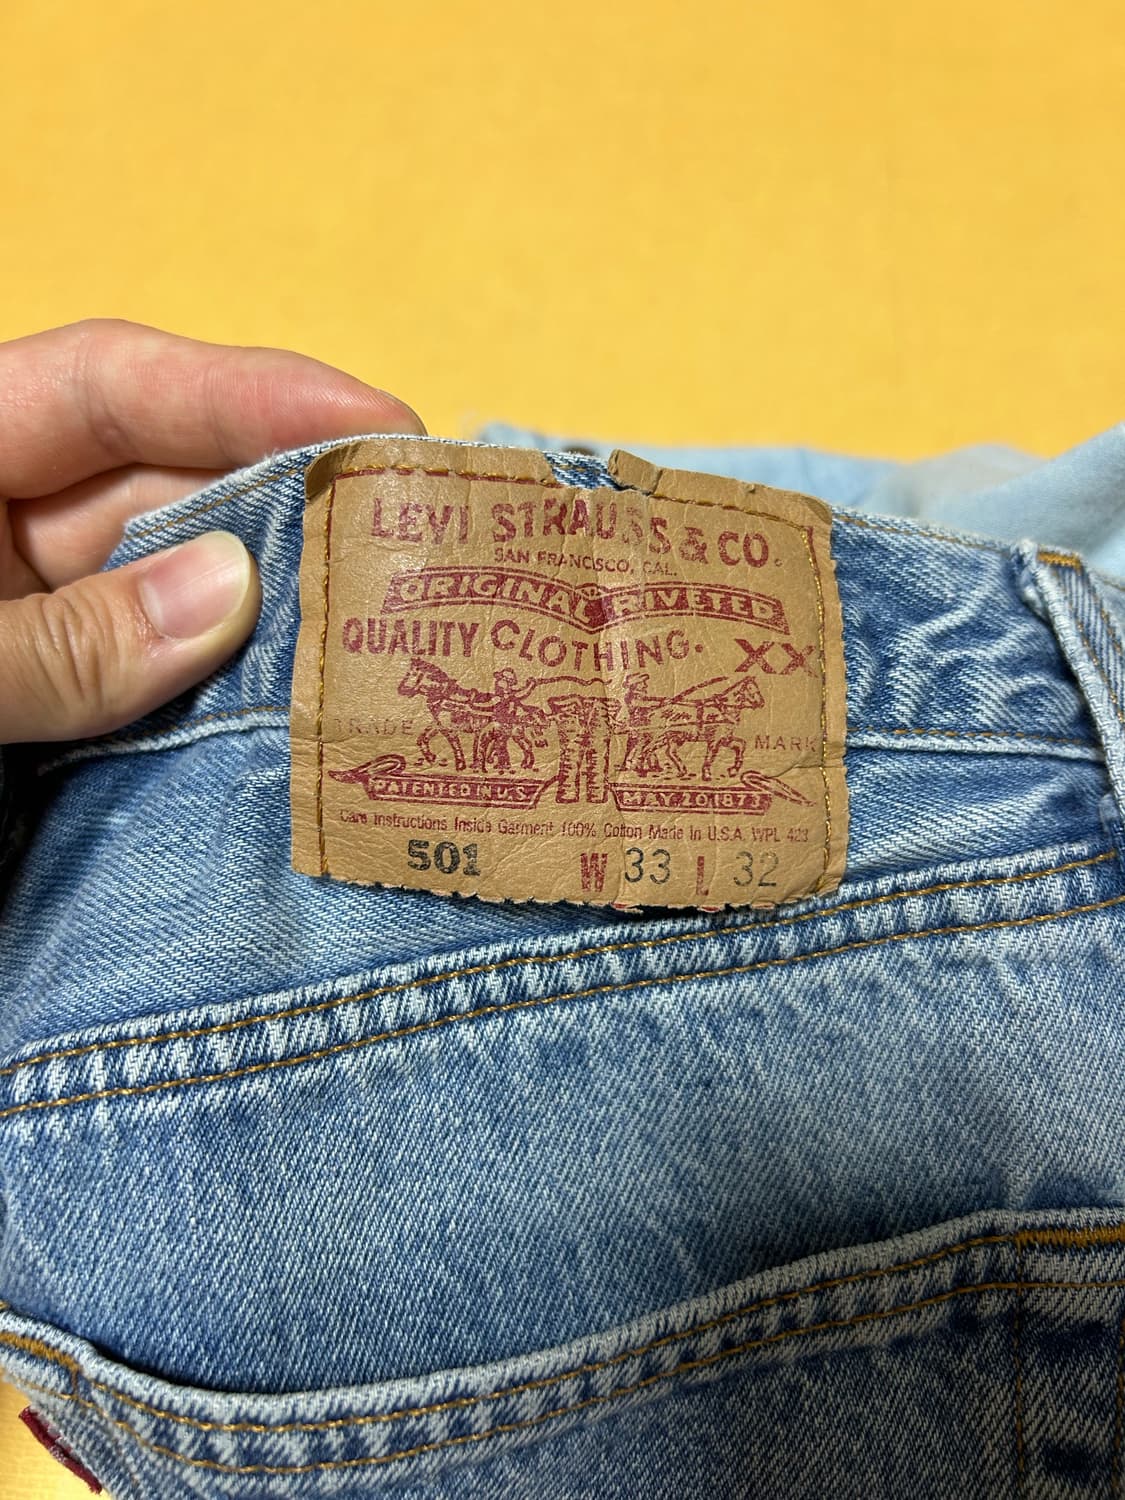 LEVI STRAUSS & CO.
SAN FRANCISCO, CAL.
ORIGINAL RIVETED
QUALITY CLOTHING. XX
TRADE MARK
PATENTED IN U.S. MAY 20 1873
Care Instructions Inside Garment 100% Cotton Made In U.S.A. WPL 423
501 W 33 L 32